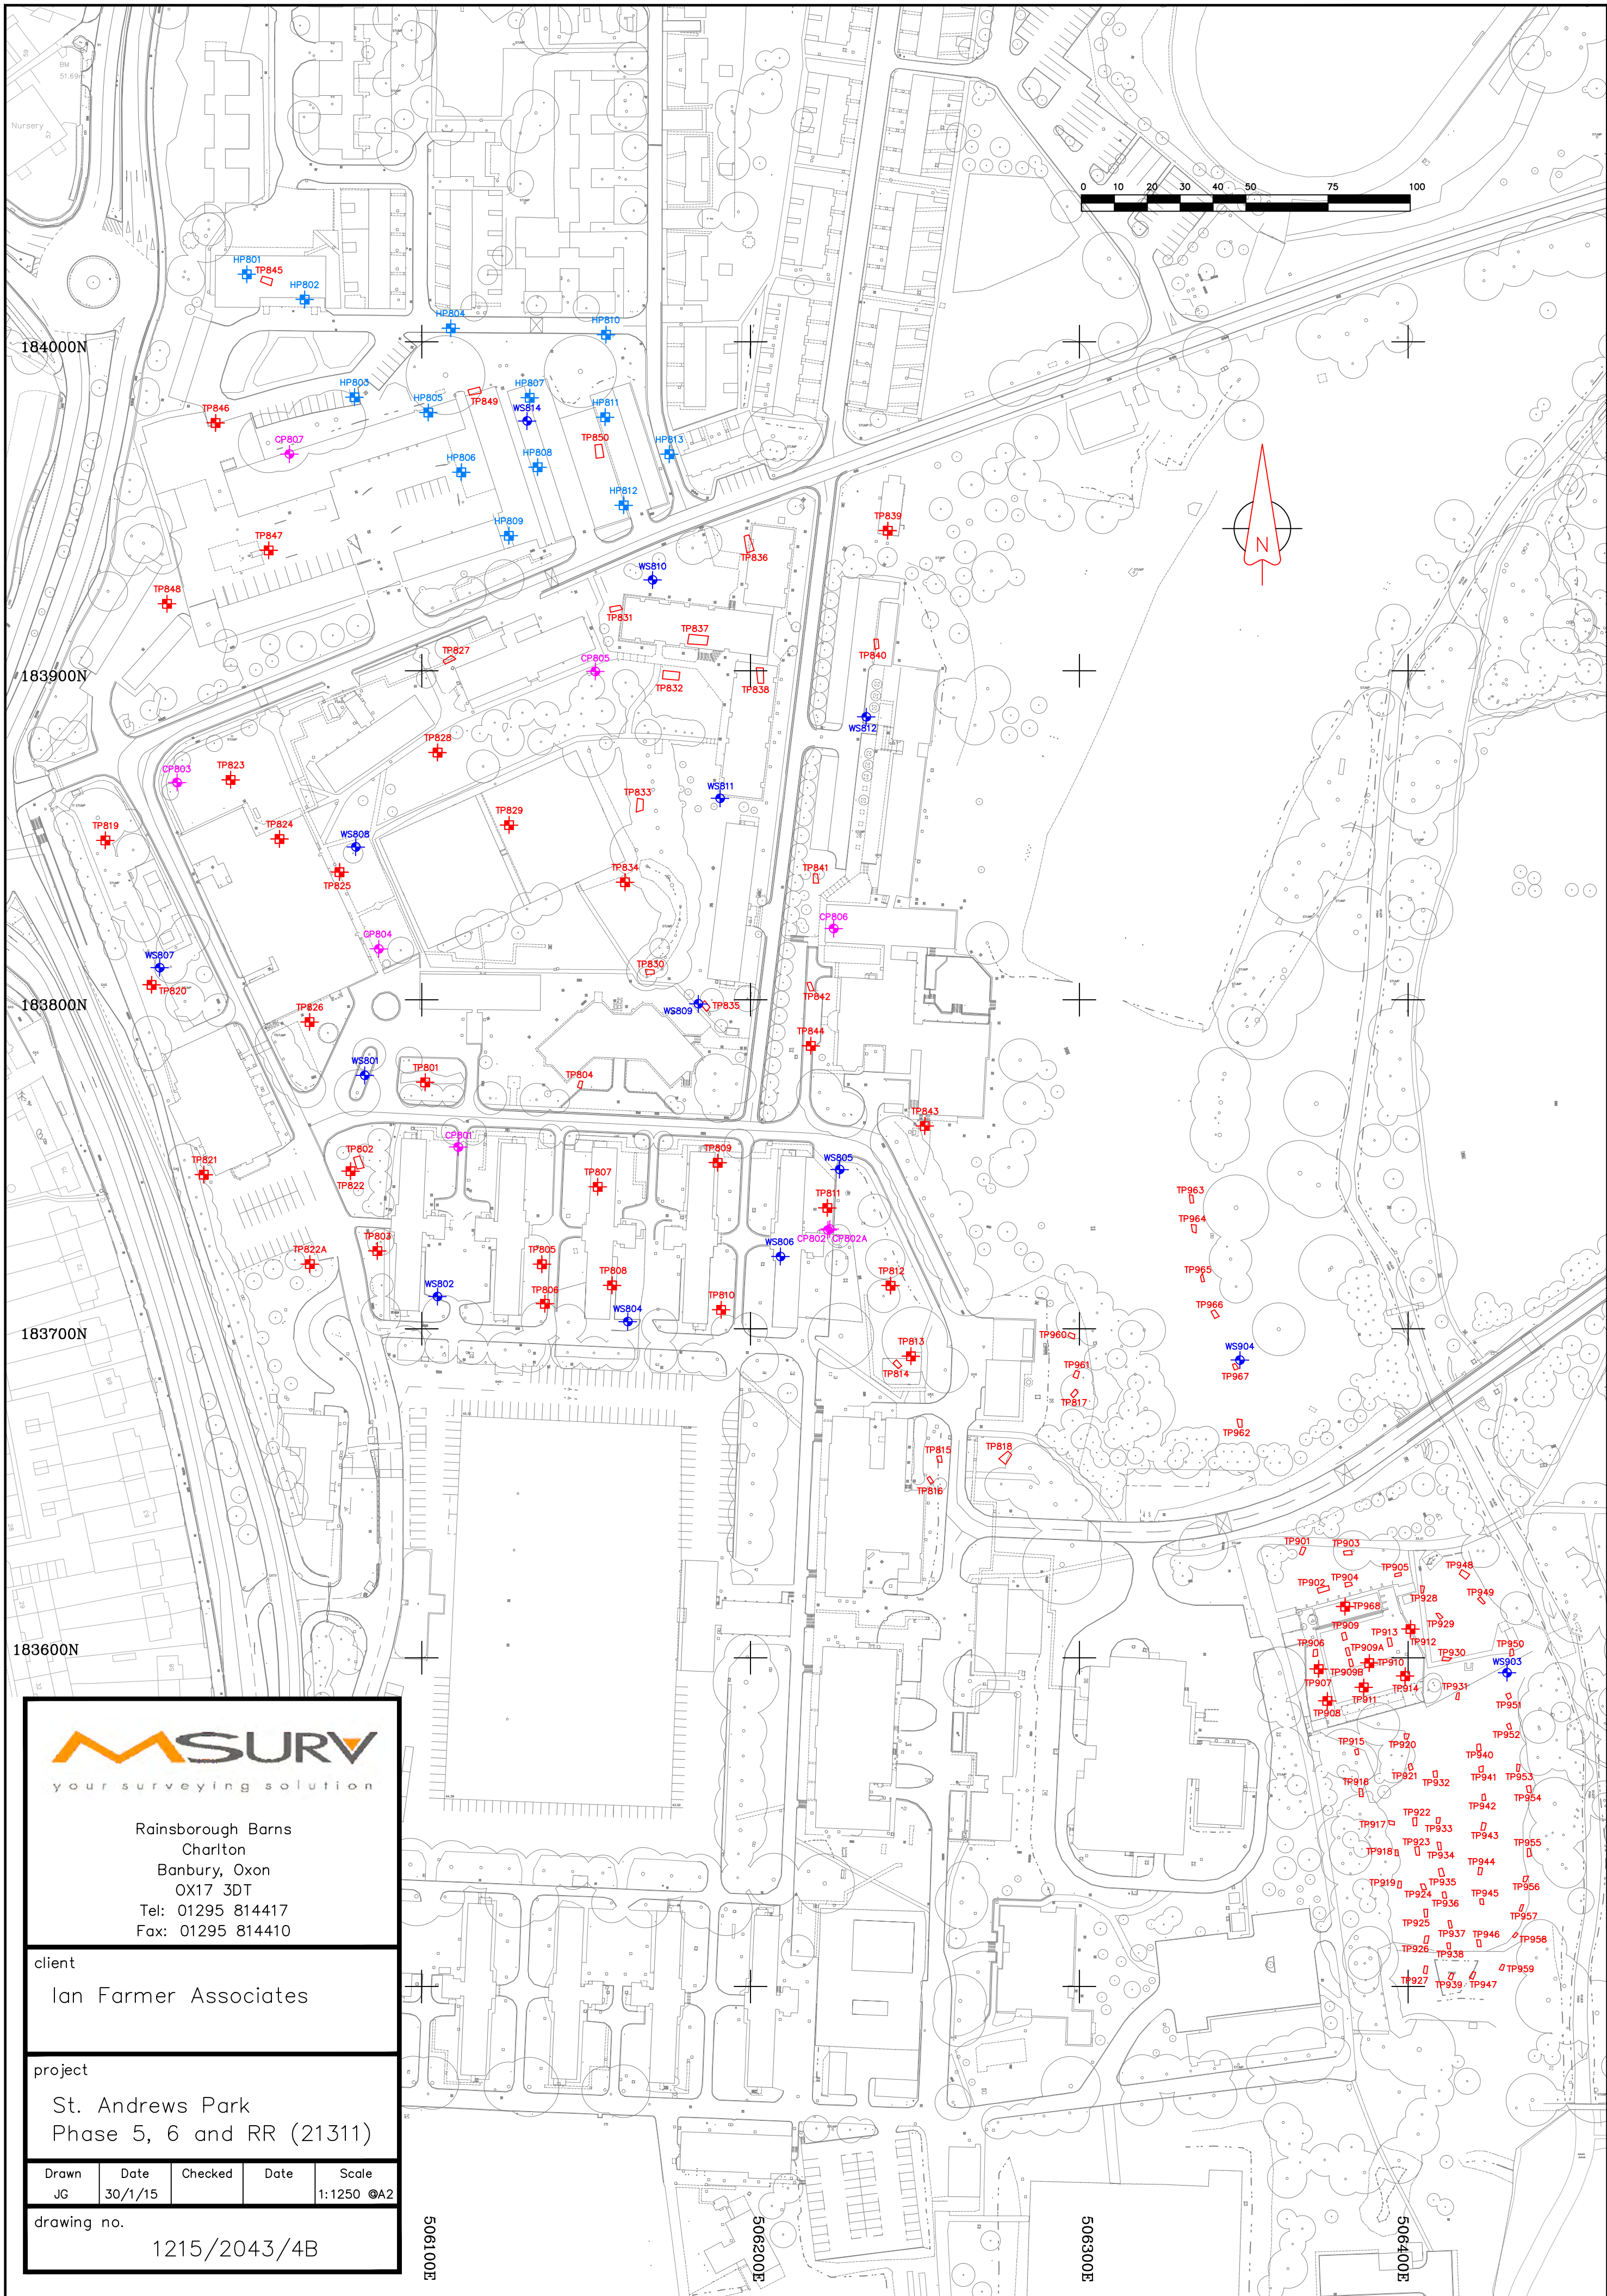 BM
51.69m
59
Nursery
0 10 20 30 40 50 75 100
HP801
TP845
HP802
HP804
HP810
184000N
HP803
HP805
TP849
HP807
WS814
HP811
TP846
CP807
TP850
HP813
HP806
HP808
HP812
HP809
TP839
TP847
TP836
N
WS810
TP848
TP831
TP837
TP827
CP805
TP840
183900N
TP832
TP838
WS812
TP828
CP803
TP823
TP833
WS811
TP829
TP819
TP824
WS808
TP825
TP834
TP841
CP806
CP804
WS807
TP820
TP830
TP842
183800N
WS809
TP835
TP826
TP844
WS801
TP801
TP804
TP843
CP801
TP821
TP802
TP822
TP807
TP809
WS805
TP811
TP963
TP964
CP802
CP802A
TP803
TP822A
TP805
WS806
TP808
TP812
TP965
WS802
TP806
TP810
WS804
TP966
183700N
TP960
TP813
TP814
WS904
TP967
TP961
TP817
TP962
TP815
TP818
TP816
TP901
TP903
TP905
TP948
TP902
TP904
TP928
TP949
TP968
TP929
TP909
TP913
TP912
TP906
TP909A
TP930
TP950
183600N
TP909B
TP910
WS903
TP907
TP914
TP911
TP931
TP951
TP908
TP952
TP920
TP915
TP940
TP921
TP932
TP941
TP953
TP916
TP954
TP942
TP922
TP917
TP933
TP943
TP923
TP918
TP934
TP955
TP944
TP919
TP924
TP935
TP956
TP936
TP945
TP925
TP957
TP937
TP946
TP926
TP938
TP958
TP927
TP939
TP947
TP959
MSURV
your surveying solution
Rainsborough Barns
Charlton
Banbury, Oxon
OX17 3DT
Tel: 01295 814417
Fax: 01295 814410
client
Ian Farmer Associates
project
St. Andrews Park
Phase 5, 6 and RR (21311)
Drawn Date Checked Date Scale
JG 30/1/15 1:1250 @A2
drawing no.
1215/2043/4B
506100E
506200E
506300E
506400E